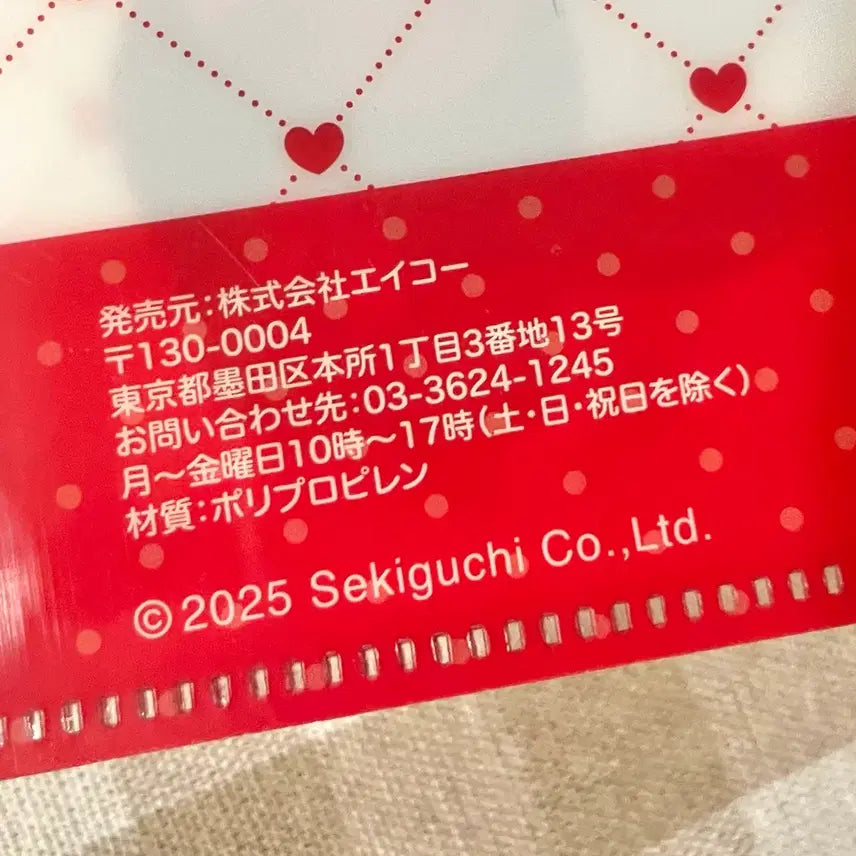 発売元:株式会社エイコー
〒130-0004
東京都墨田区本所1丁目3番地13号
お問い合わせ先:03-3624-1245
月～金曜日10時～17時(土・日・祝日を除く)
材質:ポリプロピレン
©2025 Sekiguchi Co.,Ltd.